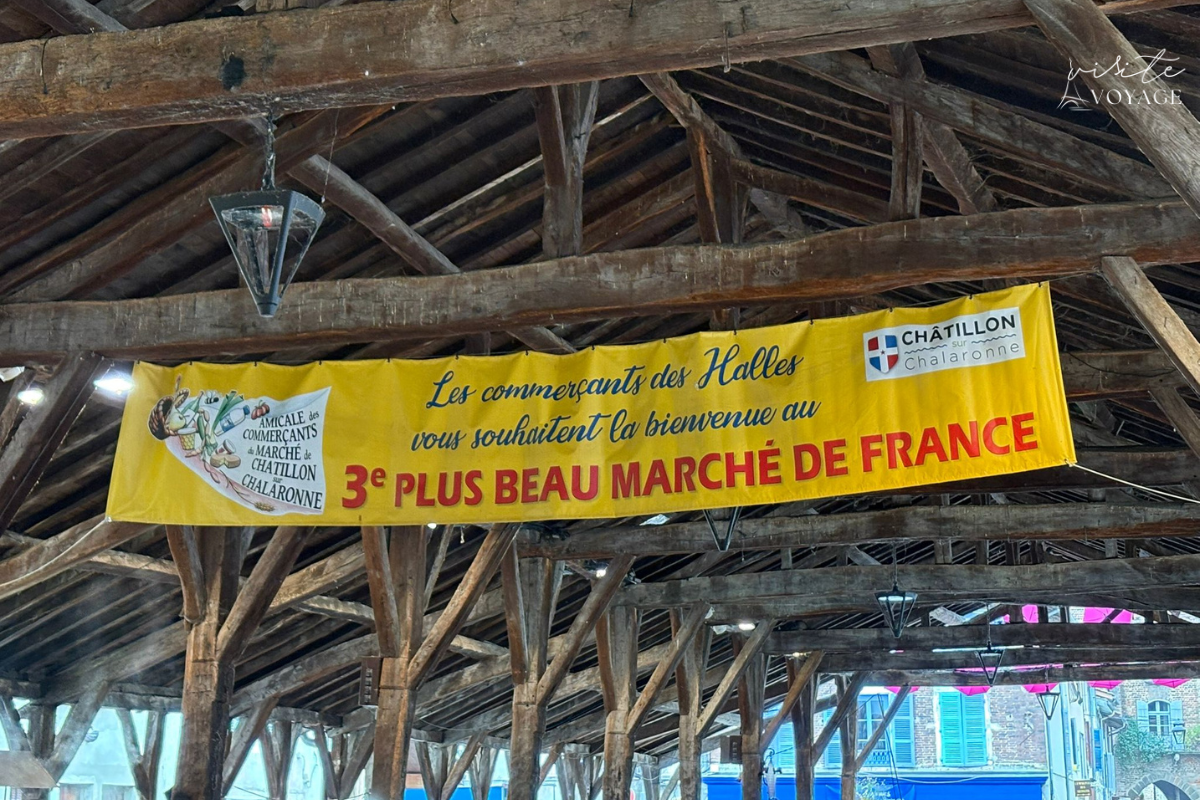 visite
VOYAGE
CHÂTILLON
sur
Chalaronne
Les commerçants des Halles
vous souhaitent la bienvenue au
3e PLUS BEAU MARCHÉ DE FRANCE
AMICALE des
COMMERÇANTS
du MARCHÉ de
CHATILLON
sur
CHALARONNE